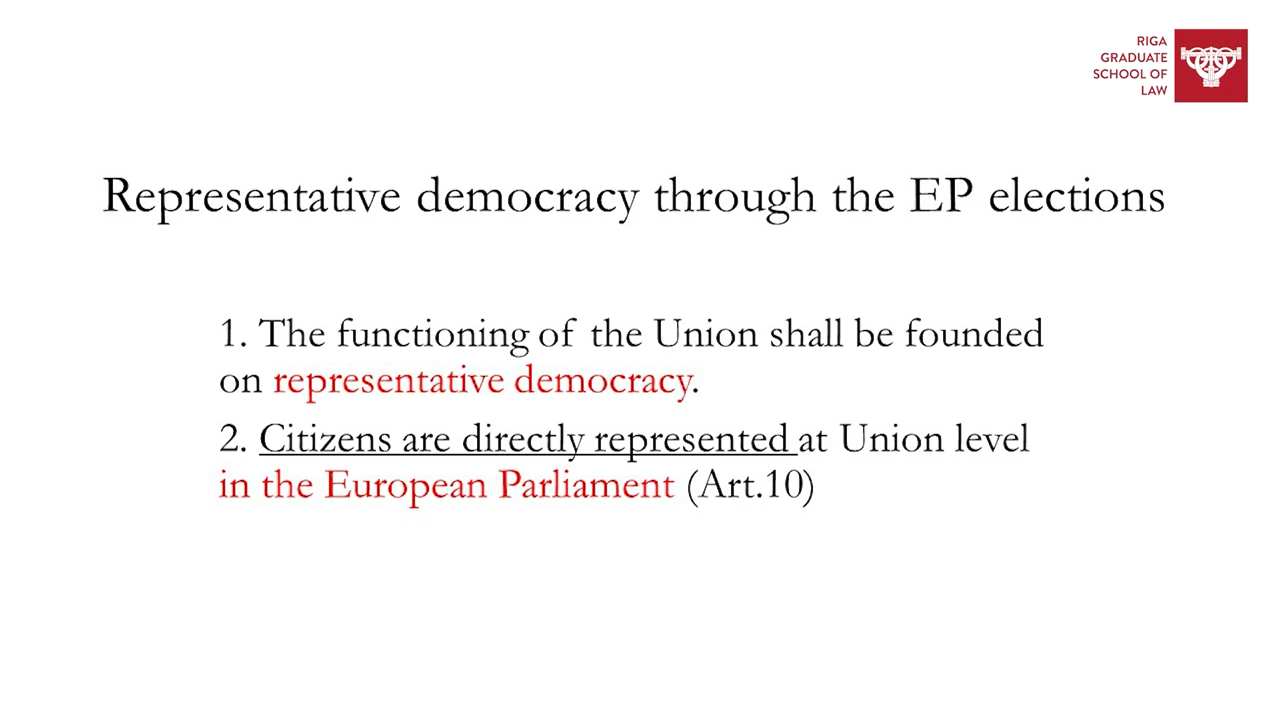 RIGA
GRADUATE
SCHOOL OF
LAW
Representative democracy through the EP elections
1. The functioning of the Union shall be founded
on representative democracy.
2. Citizens are directly represented at Union level
in the European Parliament (Art.10)